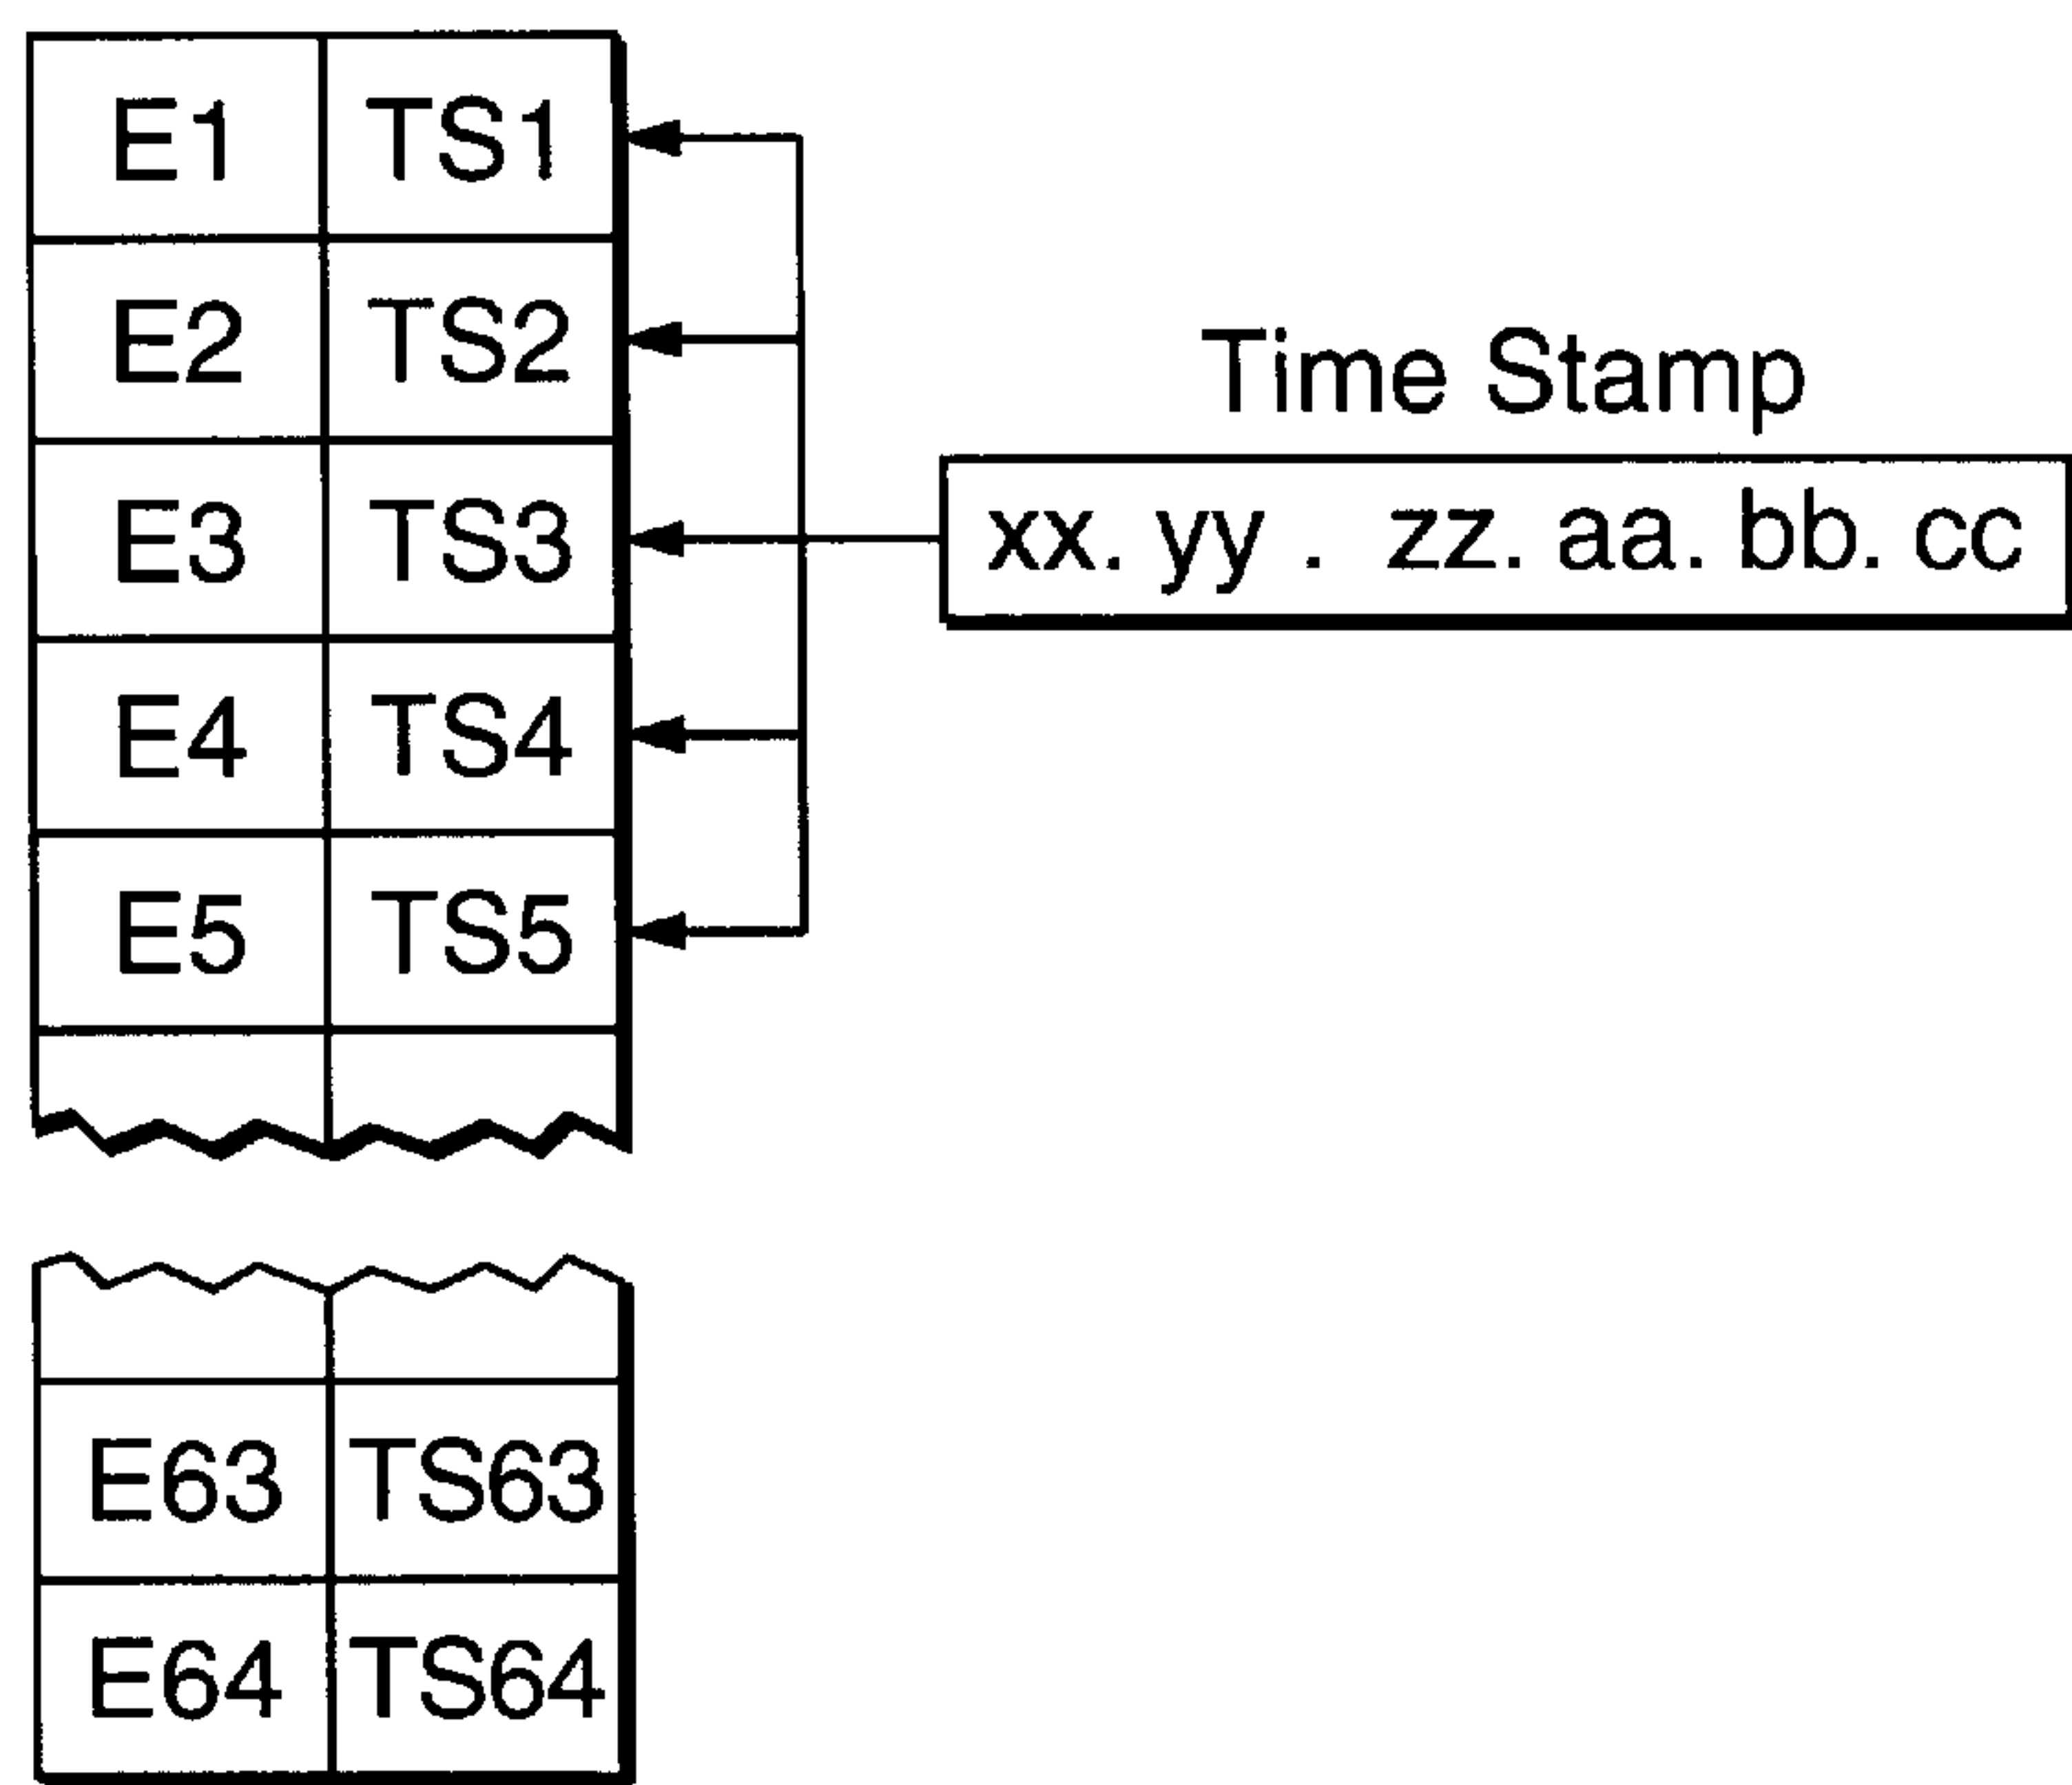 E1 TS1
E2 TS2
Time Stamp
E3 TS3 xx. yy . zz. aa. bb. cc
E4 TS4
E5 TS5
E63 TS63
E64 TS64